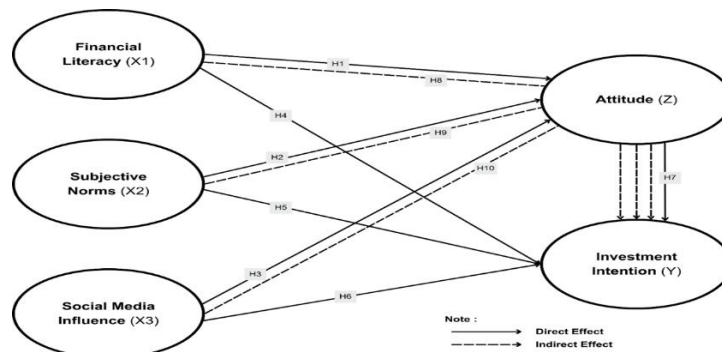 Financial
Literacy (X1)
H1
H8
Attitude (Z)
H4
H2
H9
Subjective
Norms (X2)
H10
H7
H5
Investment
Intention (Y)
H3
Social Media
Influence (X3)
H6
Note :
Direct Effect
Indirect Effect